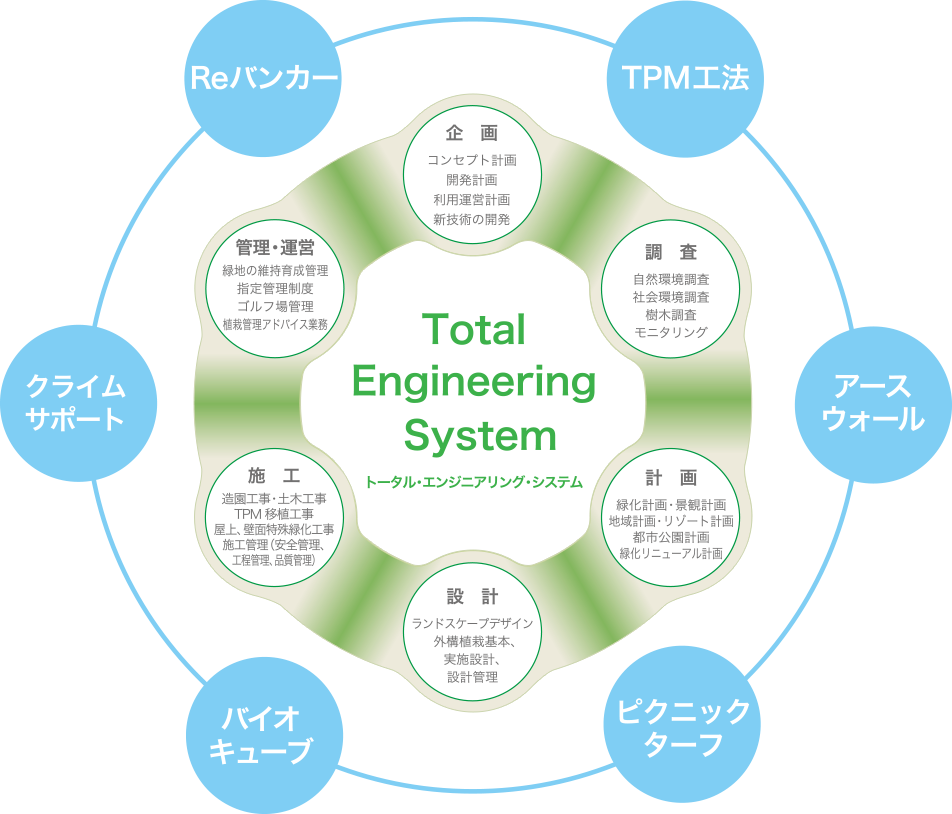 Reバンカー
TPM工法
企 画
コンセプト計画
開発計画
利用運営計画
新技術の開発
管理・運営
緑地の維持育成管理
指定管理制度
ゴルフ場管理
植栽管理アドバイス業務
調 査
自然環境調査
社会環境調査
樹木調査
モニタリング
Total
Engineering
System
トータル・エンジニアリング・システム
クライム
サポート
アース
ウォール
施 工
造園工事・土木工事
TPM移植工事
屋上、壁面特殊緑化工事
施工管理（安全管理、
工程管理、品質管理）
計 画
緑化計画・景観計画
地域計画・リゾート計画
都市公園計画
緑化リニューアル計画
設 計
ランドスケープデザイン
外構植栽基本、
実施設計、
設計管理
バイオ
キューブ
ピクニック
ターフ